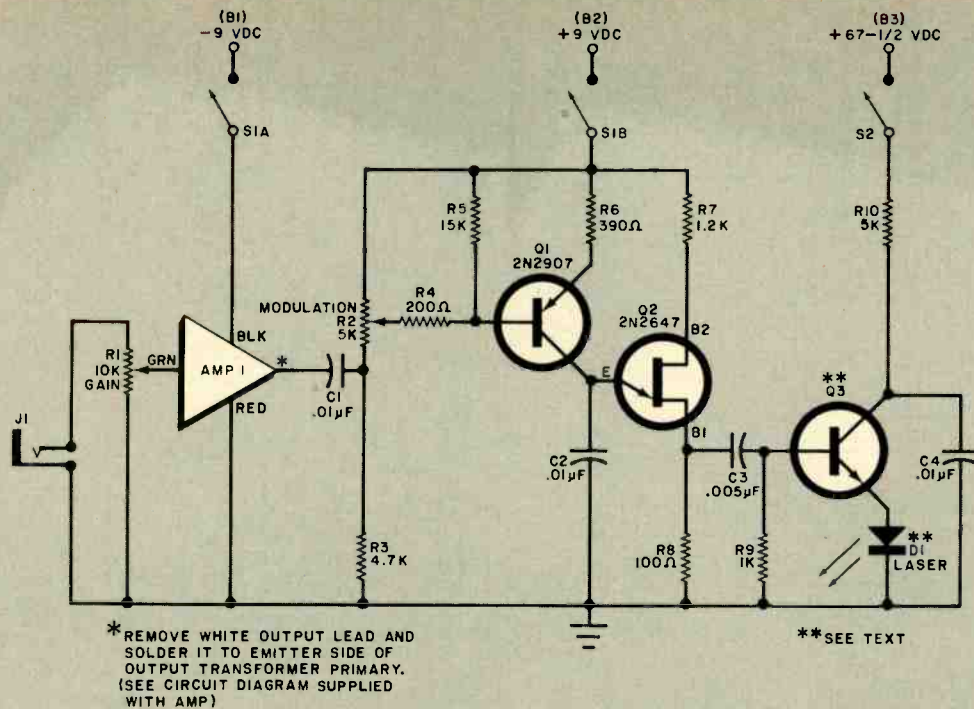 (B1)
-9 VDC
(B2)
+9 VDC
(B3)
+67-1/2 VDC
S1A
S1B
S2
R5
15K
R6
390Ω
R7
1.2K
R10
5K
Q1
2N2907
MODULATION
R2
5K
R4
200Ω
Q2
2N2647
B2
BLK
*
GRN
AMP 1
R1
10K
GAIN
RED
C1
.01µF
E
**
Q3
B1
J1
C2
.01µF
C3
.005µF
C4
.01µF
R3
4.7K
R8
100Ω
R9
1K
**
D1
LASER
*REMOVE WHITE OUTPUT LEAD AND
SOLDER IT TO EMITTER SIDE OF
OUTPUT TRANSFORMER PRIMARY.
(SEE CIRCUIT DIAGRAM SUPPLIED
WITH AMP)
**SEE TEXT